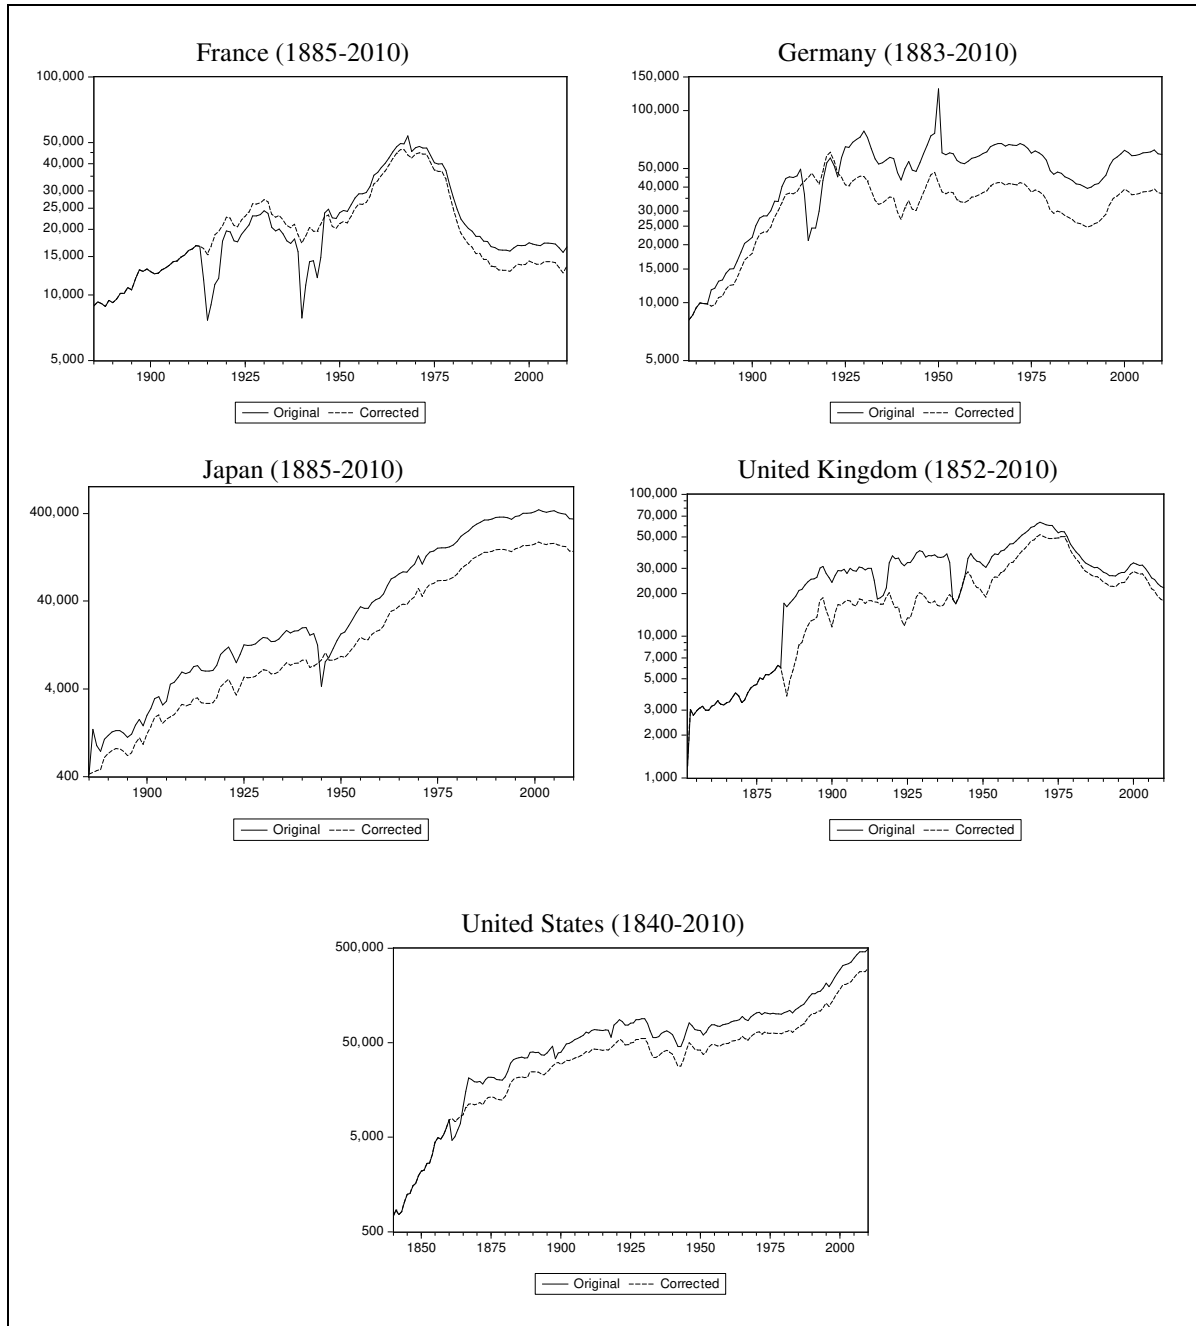 France (1885-2010)
100,000
50,000
40,000
30,000
25,000
20,000
15,000
10,000
5,000
1900 1925 1950 1975 2000
Original Corrected
Germany (1883-2010)
150,000
100,000
50,000
40,000
30,000
25,000
20,000
15,000
10,000
5,000
1900 1925 1950 1975 2000
Original Corrected
Japan (1885-2010)
400,000
40,000
4,000
400
1900 1925 1950 1975 2000
Original Corrected
United Kingdom (1852-2010)
100,000
70,000
50,000
30,000
20,000
10,000
7,000
5,000
3,000
2,000
1,000
1875 1900 1925 1950 1975 2000
Original Corrected
United States (1840-2010)
500,000
50,000
5,000
500
1850 1875 1900 1925 1950 1975 2000
Original Corrected